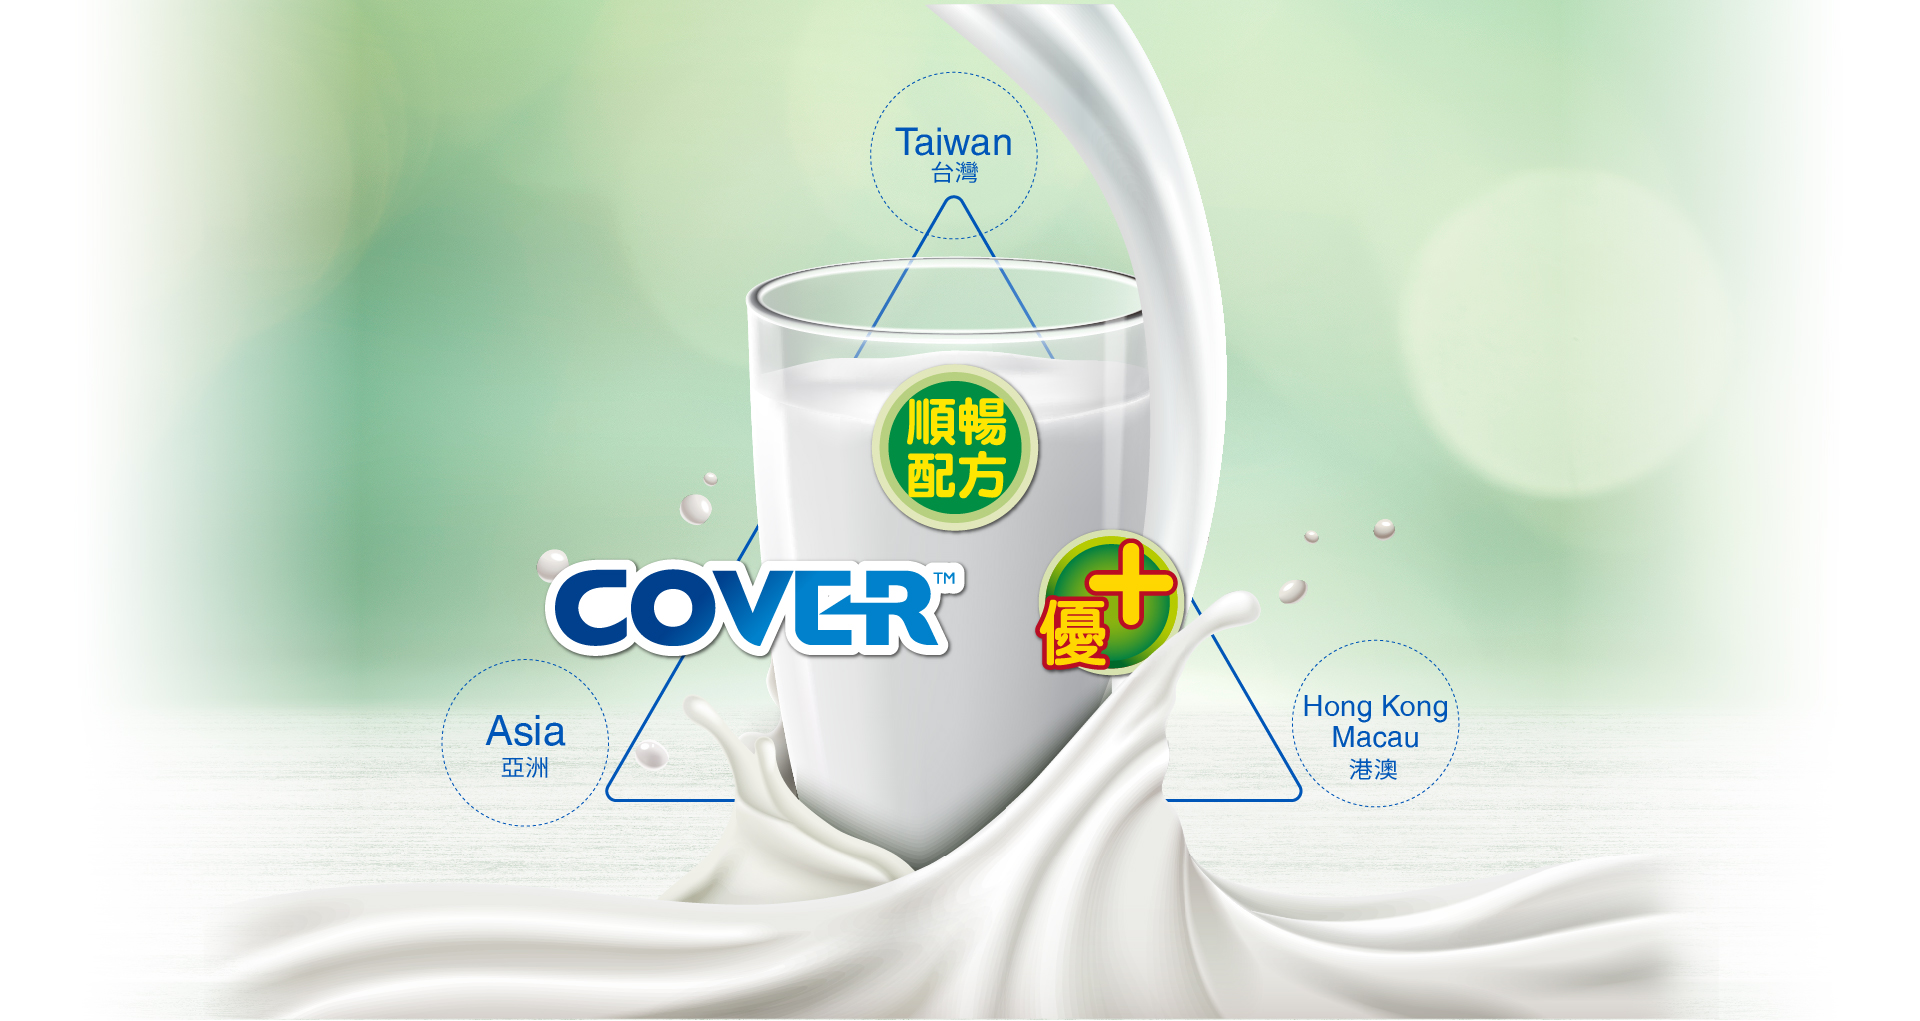 Taiwan
台灣
順暢
配方
COVER™
優+
Asia
亞洲
Hong Kong
Macau
港澳